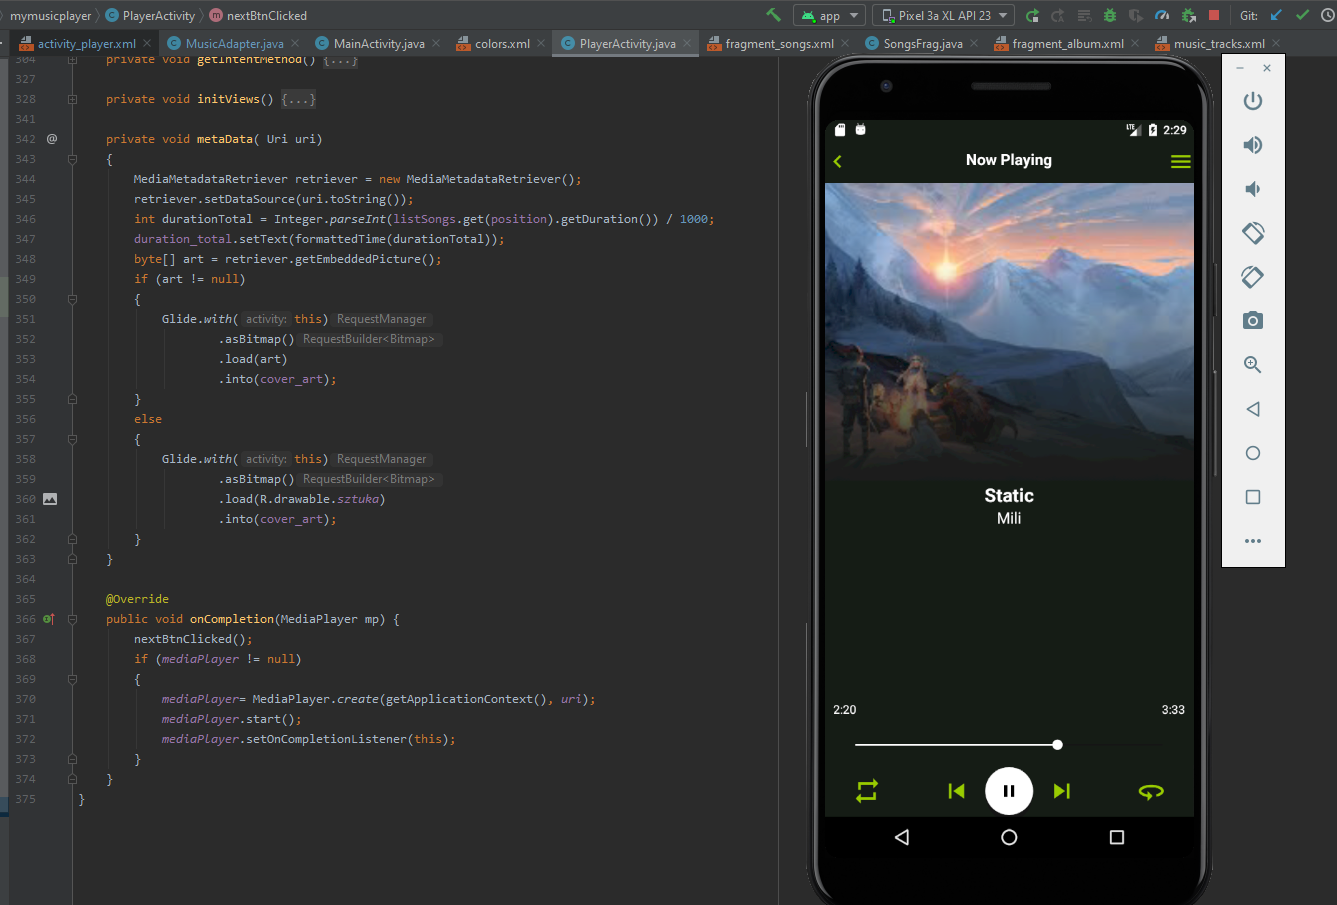 mymusicplayer PlayerActivity nextBtnClicked app Pixel 3a XL API 23 Git:
activity_player.xml MusicAdapter.java MainActivity.java colors.xml PlayerActivity.java fragment_songs.xml SongsFrag.java fragment_album.xml music_tracks.xml
304 private void getIntentMethod() {...}
327
328 private void initViews() {...}
341
342 @ private void metaData( Uri uri)
343 {
344 MediaMetadataRetriever retriever = new MediaMetadataRetriever();
345 retriever.setDataSource(uri.toString());
346 int durationTotal = Integer.parseInt(listSongs.get(position).getDuration()) / 1000;
347 duration_total.setText(formattedTime(durationTotal));
348 byte[] art = retriever.getEmbeddedPicture();
349 if (art != null)
350 {
351 Glide.with( activity: this) RequestManager
352 .asBitmap() RequestBuilder<Bitmap>
353 .load(art)
354 .into(cover_art);
355 }
356 else
357 {
358 Glide.with( activity: this) RequestManager
359 .asBitmap() RequestBuilder<Bitmap>
360 .load(R.drawable.sztuka)
361 .into(cover_art);
362 }
363 }
364
365 @Override
366 public void onCompletion(MediaPlayer mp) {
367 nextBtnClicked();
368 if (mediaPlayer != null)
369 {
370 mediaPlayer= MediaPlayer.create(getApplicationContext(), uri);
371 mediaPlayer.start();
372 mediaPlayer.setOnCompletionListener(this);
373 }
374 }
375 }
LTE 2:29
Now Playing
Static
Mili
2:20 3:33